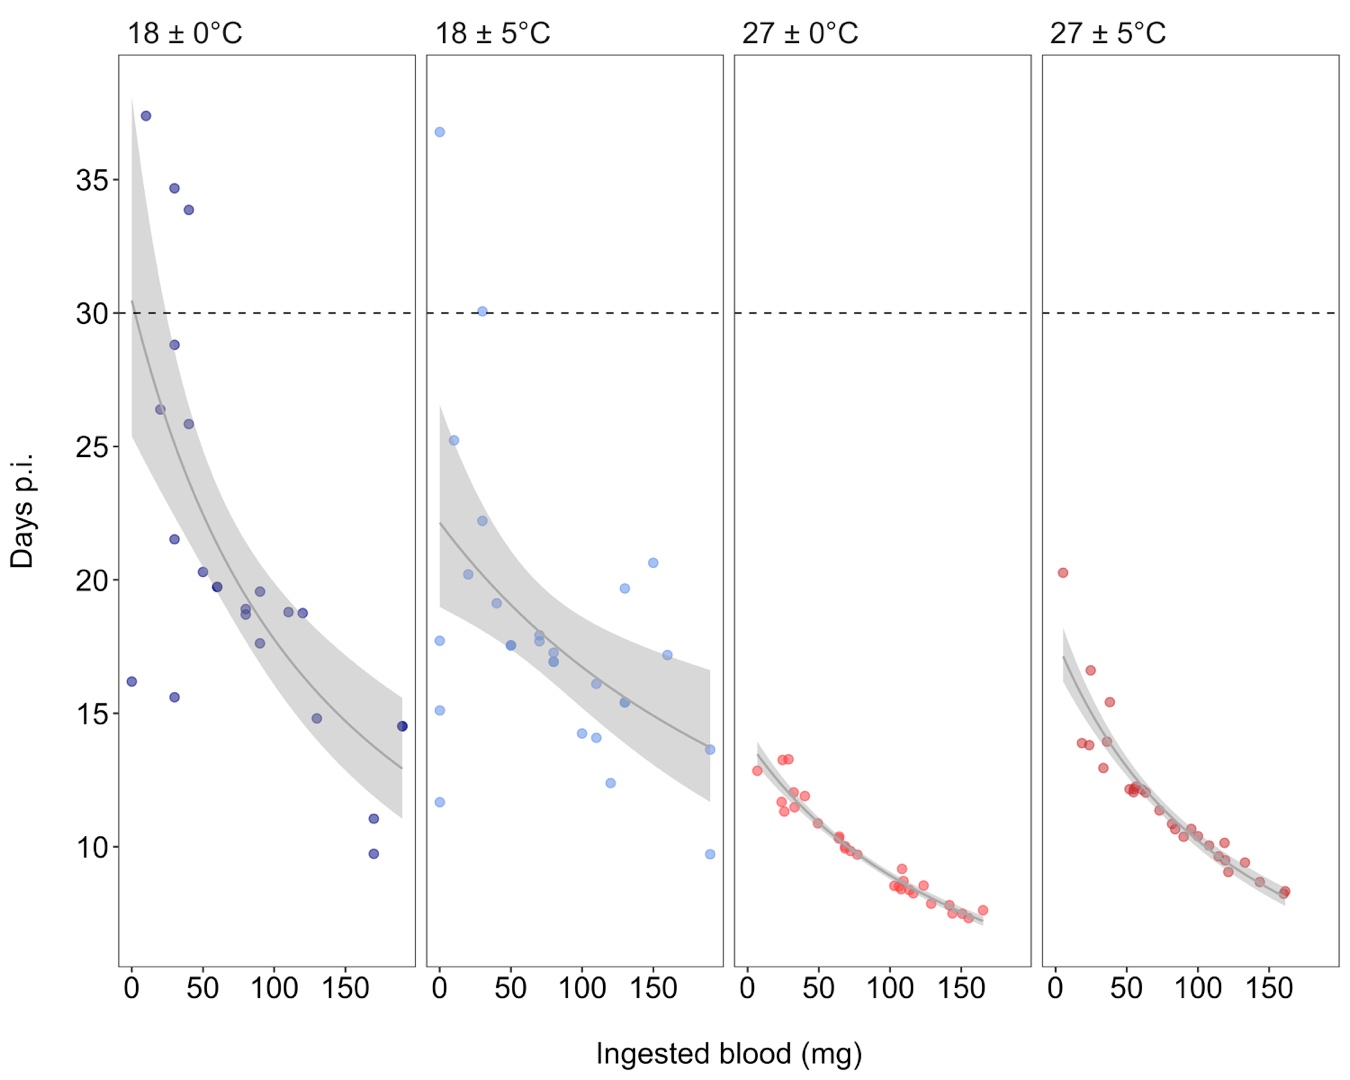 18 ± 0°C
18 ± 5°C
27 ± 0°C
27 ± 5°C
Days p.i.
35
30
25
20
15
10
0 50 100 150
0 50 100 150
0 50 100 150
0 50 100 150
Ingested blood (mg)